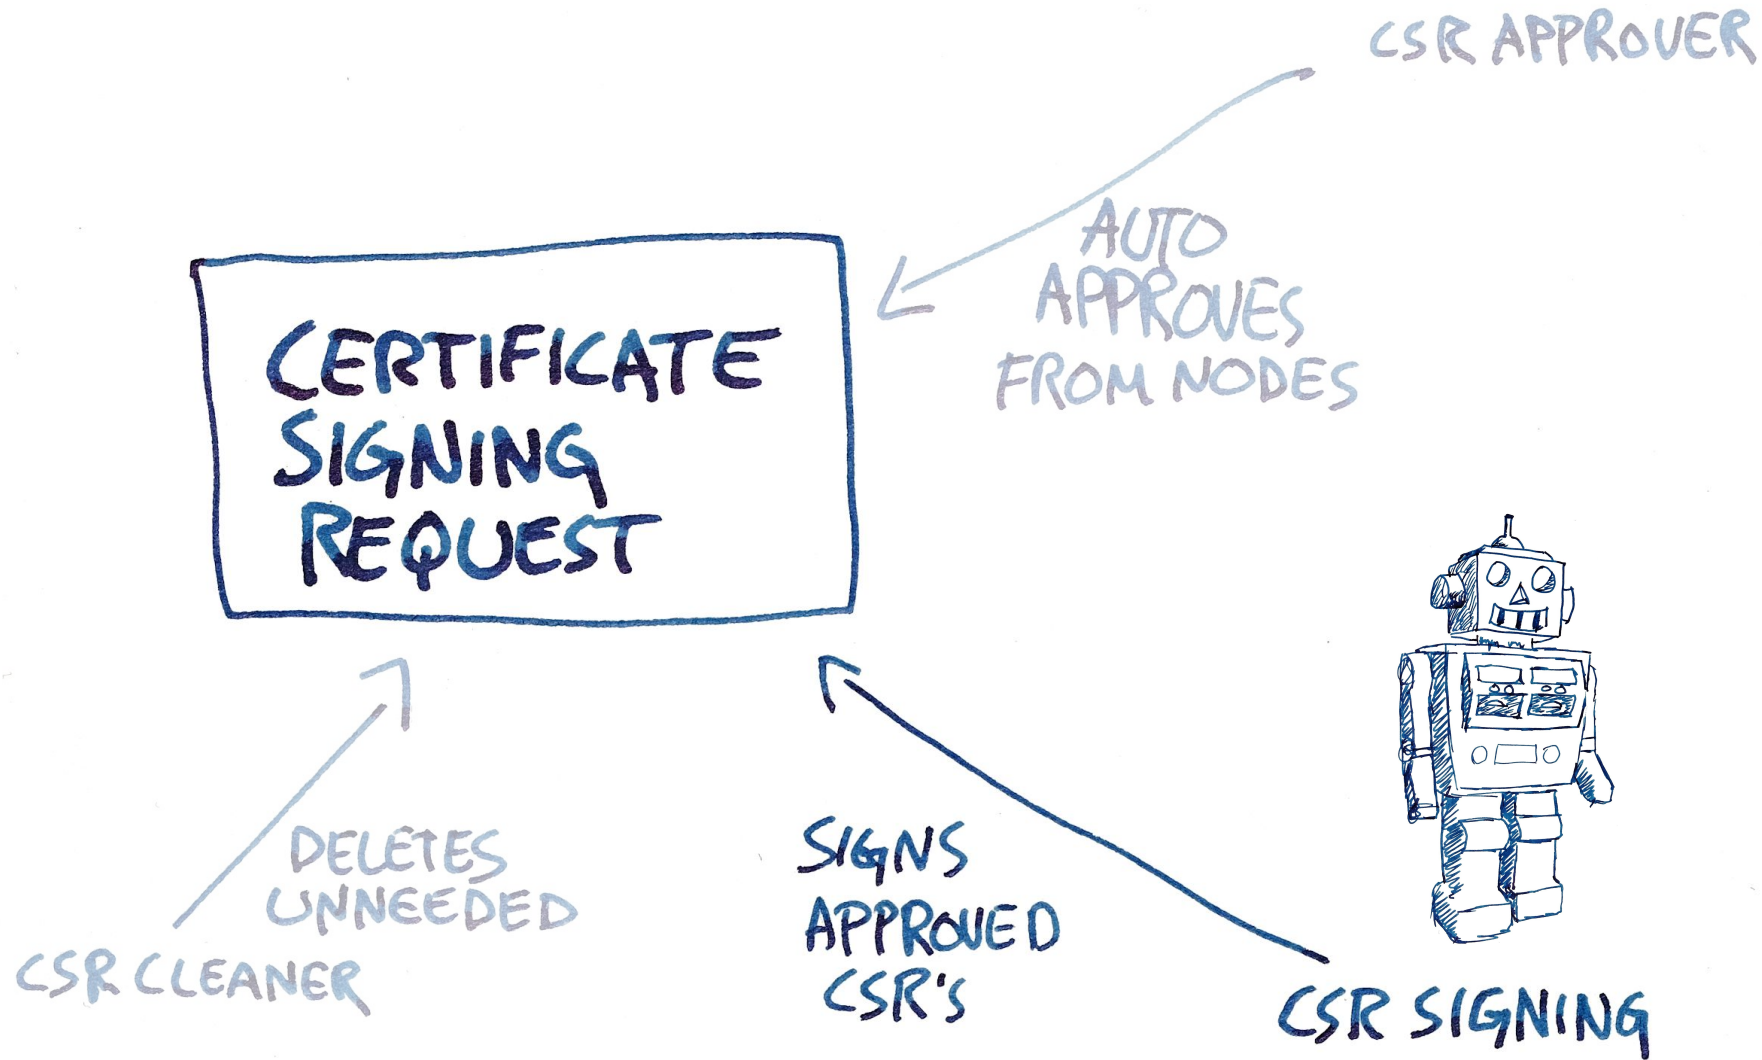 CSR APPROVER
AUTO
APPROVES
FROM NODES
CERTIFICATE
SIGNING
REQUEST
DELETES
UNNEEDED
CSR CLEANER
SIGNS
APPROVED
CSR'S
CSR SIGNING